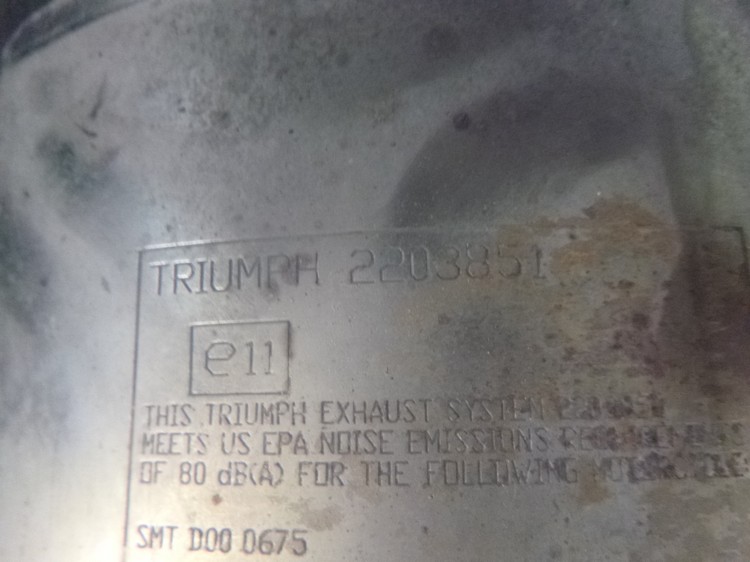 TRIUMPH 2203851
e11
THIS TRIUMPH EXHAUST SYSTEM
MEETS US EPA NOISE EMISSIONS
OF 80 dB(A) FOR THE FOLLOWING
SMT D00 0675